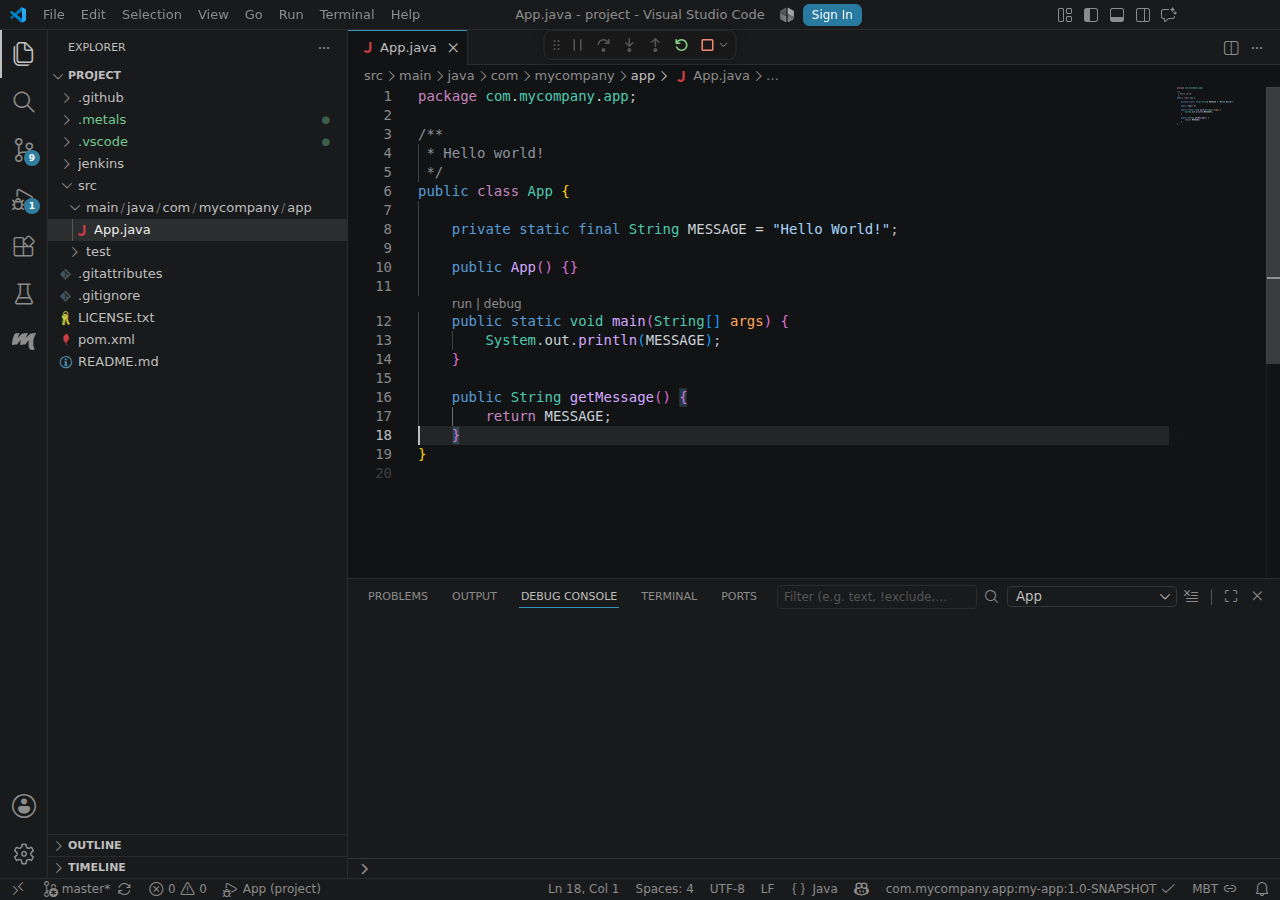 File Edit Selection View Go Run Terminal Help App.java - project - Visual Studio Code Sign In
EXPLORER
App.java
PROJECT
.github
.metals
.vscode
jenkins
src
main/java/com/mycompany/app
App.java
test
.gitattributes
.gitignore
LICENSE.txt
pom.xml
README.md
OUTLINE
TIMELINE
9
1
src main java com mycompany app App.java ...
1 package com.mycompany.app;
2
3 /**
4 * Hello world!
5 */
6 public class App {
7
8 private static final String MESSAGE = "Hello World!";
9
10 public App() {}
11
run | debug
12 public static void main(String[] args) {
13 System.out.println(MESSAGE);
14 }
15
16 public String getMessage() {
17 return MESSAGE;
18 }
19 }
20
PROBLEMS OUTPUT DEBUG CONSOLE TERMINAL PORTS Filter (e.g. text, !exclude,... App
master* 0 0 App (project) Ln 18, Col 1 Spaces: 4 UTF-8 LF { } Java com.mycompany.app:my-app:1.0-SNAPSHOT MBT